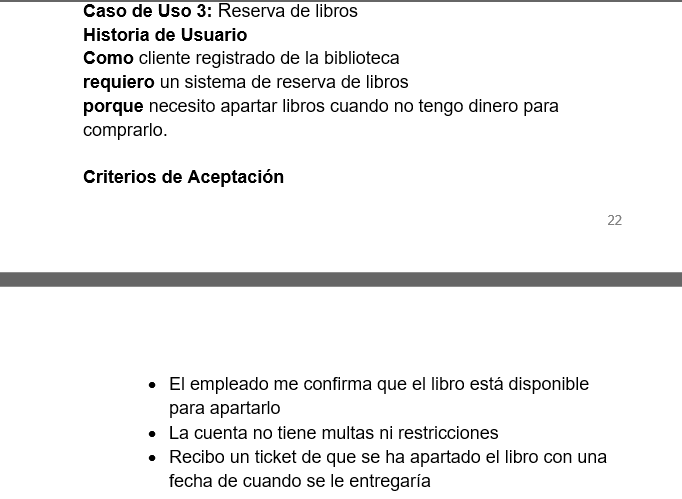 Caso de Uso 3: Reserva de libros
Historia de Usuario
Como cliente registrado de la biblioteca
requiero un sistema de reserva de libros
porque necesito apartar libros cuando no tengo dinero para
comprarlo.
Criterios de Aceptación
22
• El empleado me confirma que el libro está disponible
para apartarlo
• La cuenta no tiene multas ni restricciones
• Recibo un ticket de que se ha apartado el libro con una
fecha de cuando se le entregaría